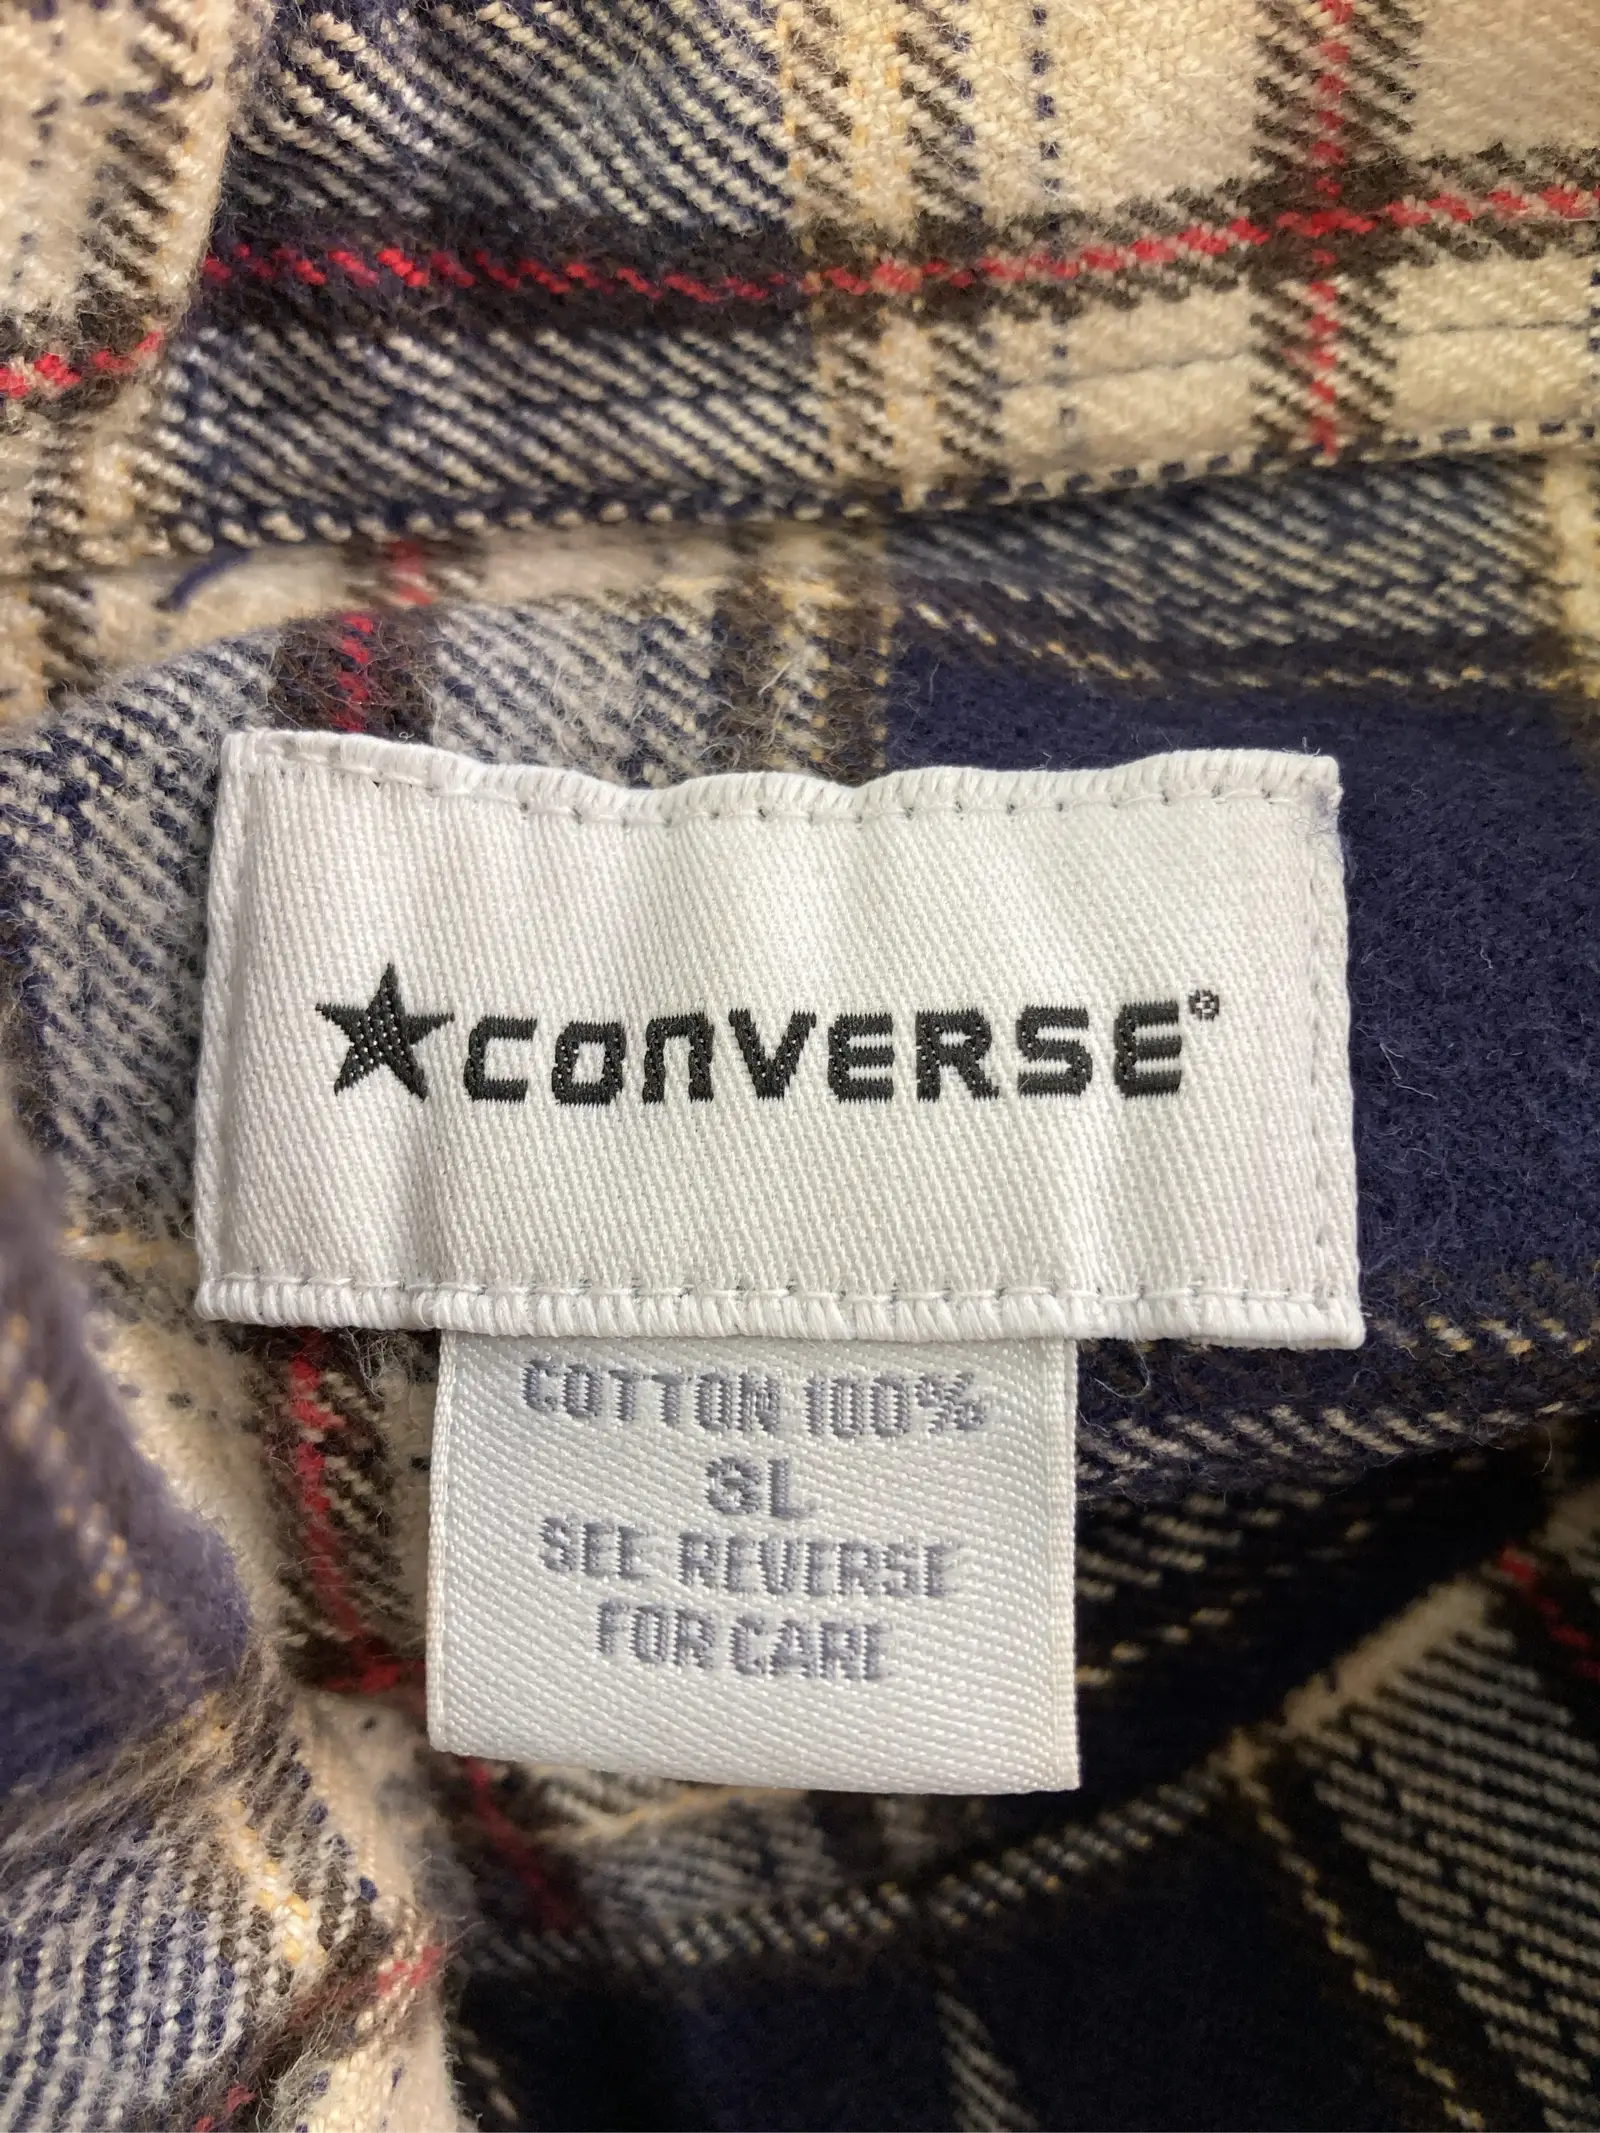 ★CONVERSE®
COTTON 100%
3L
SEE REVERSE
FOR CARE